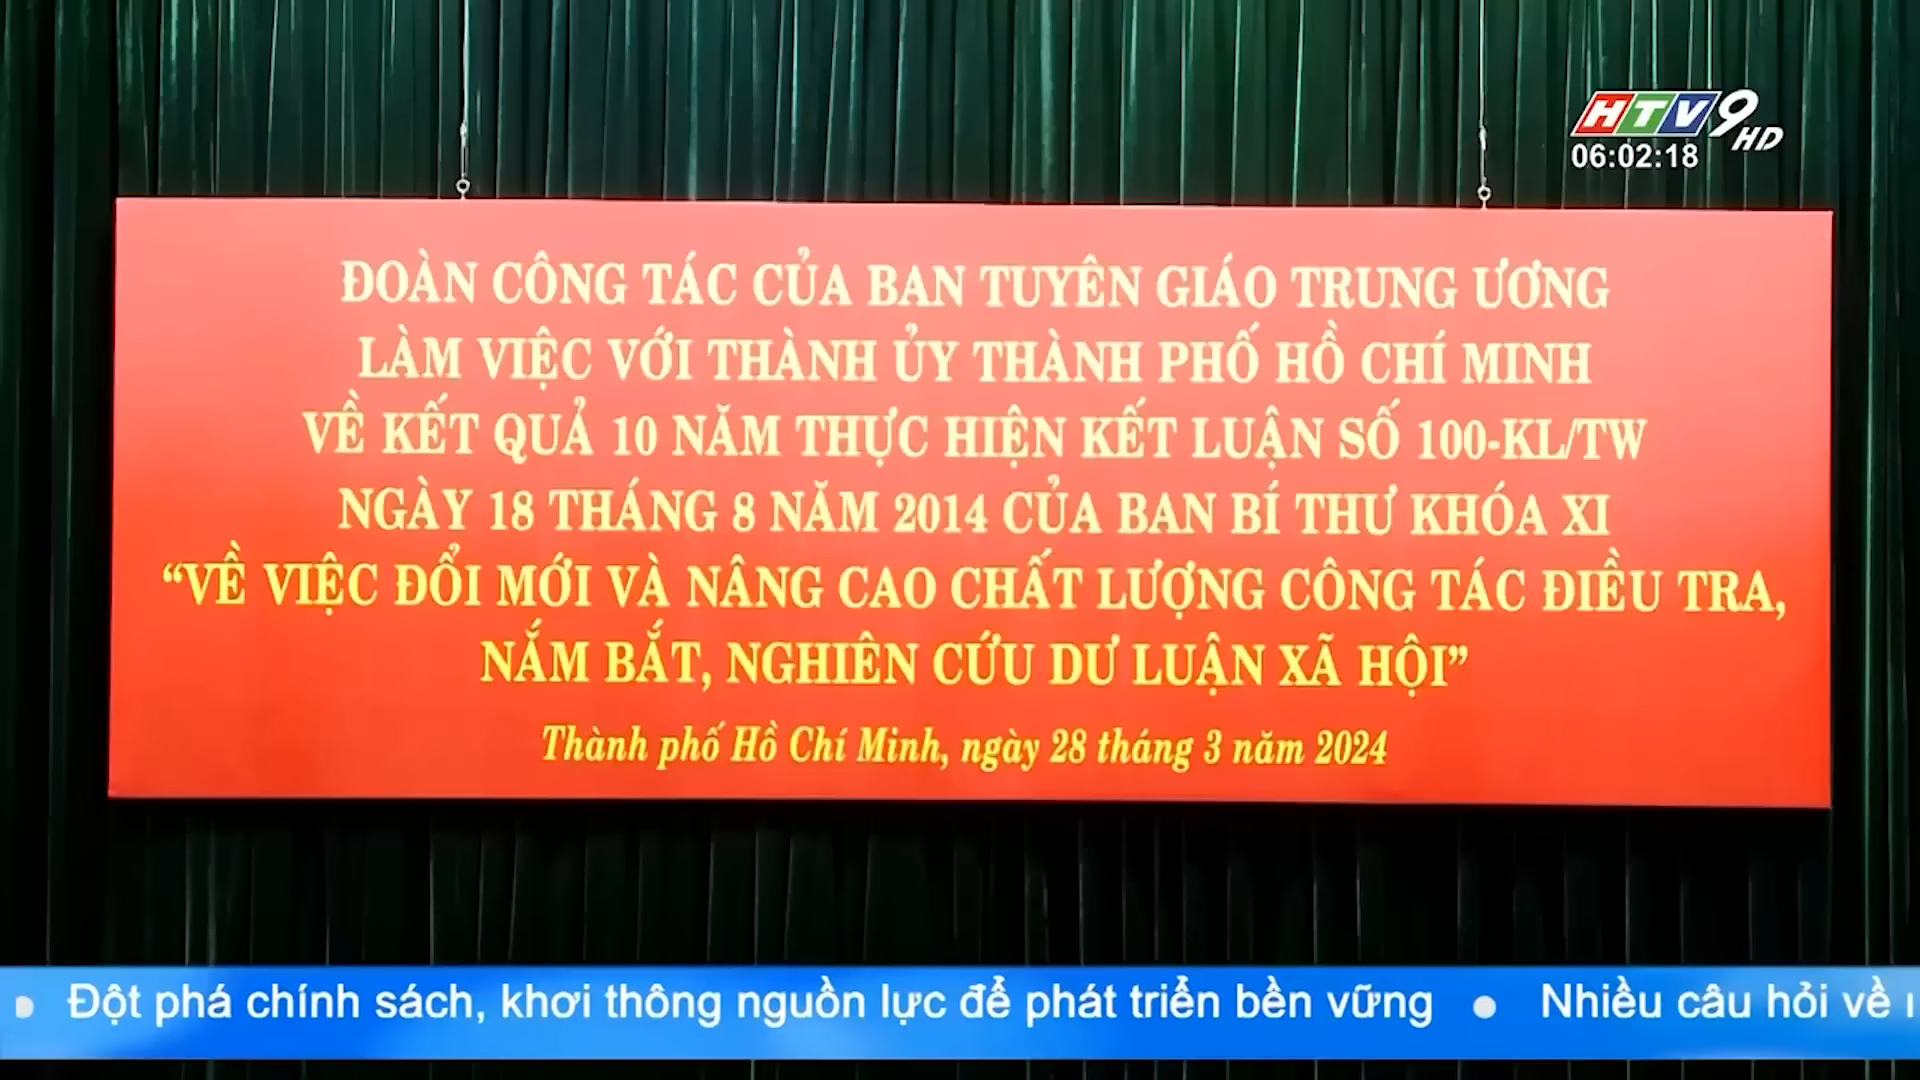 HTV9 HD
06:02:18
ĐOÀN CÔNG TÁC CỦA BAN TUYÊN GIÁO TRUNG ƯƠNG
LÀM VIỆC VỚI THÀNH ỦY THÀNH PHỐ HỒ CHÍ MINH
VỀ KẾT QUẢ 10 NĂM THỰC HIỆN KẾT LUẬN SỐ 100-KL/TW
NGÀY 18 THÁNG 8 NĂM 2014 CỦA BAN BÍ THƯ KHÓA XI
“VỀ VIỆC ĐỔI MỚI VÀ NÂNG CAO CHẤT LƯỢNG CÔNG TÁC ĐIỀU TRA,
NẮM BẮT, NGHIÊN CỨU DƯ LUẬN XÃ HỘI”
Thành phố Hồ Chí Minh, ngày 28 tháng 3 năm 2024
• Đột phá chính sách, khơi thông nguồn lực để phát triển bền vững • Nhiều câu hỏi về